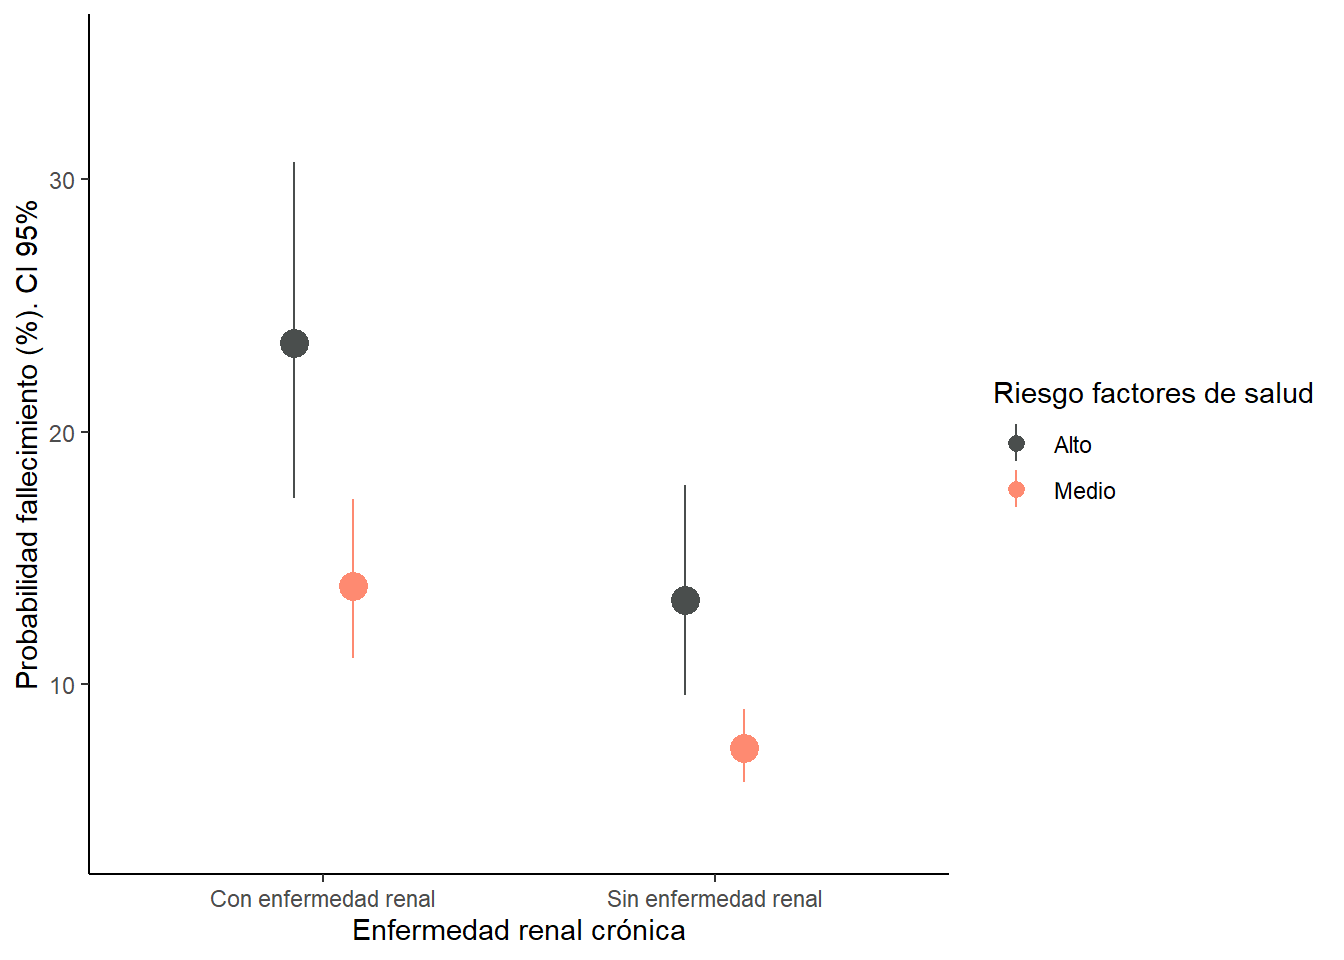 Probabilidad fallecimiento (%). CI 95%
30
20
10
Con enfermedad renal
Sin enfermedad renal
Enfermedad renal crónica
Riesgo factores de salud
Alto
Medio